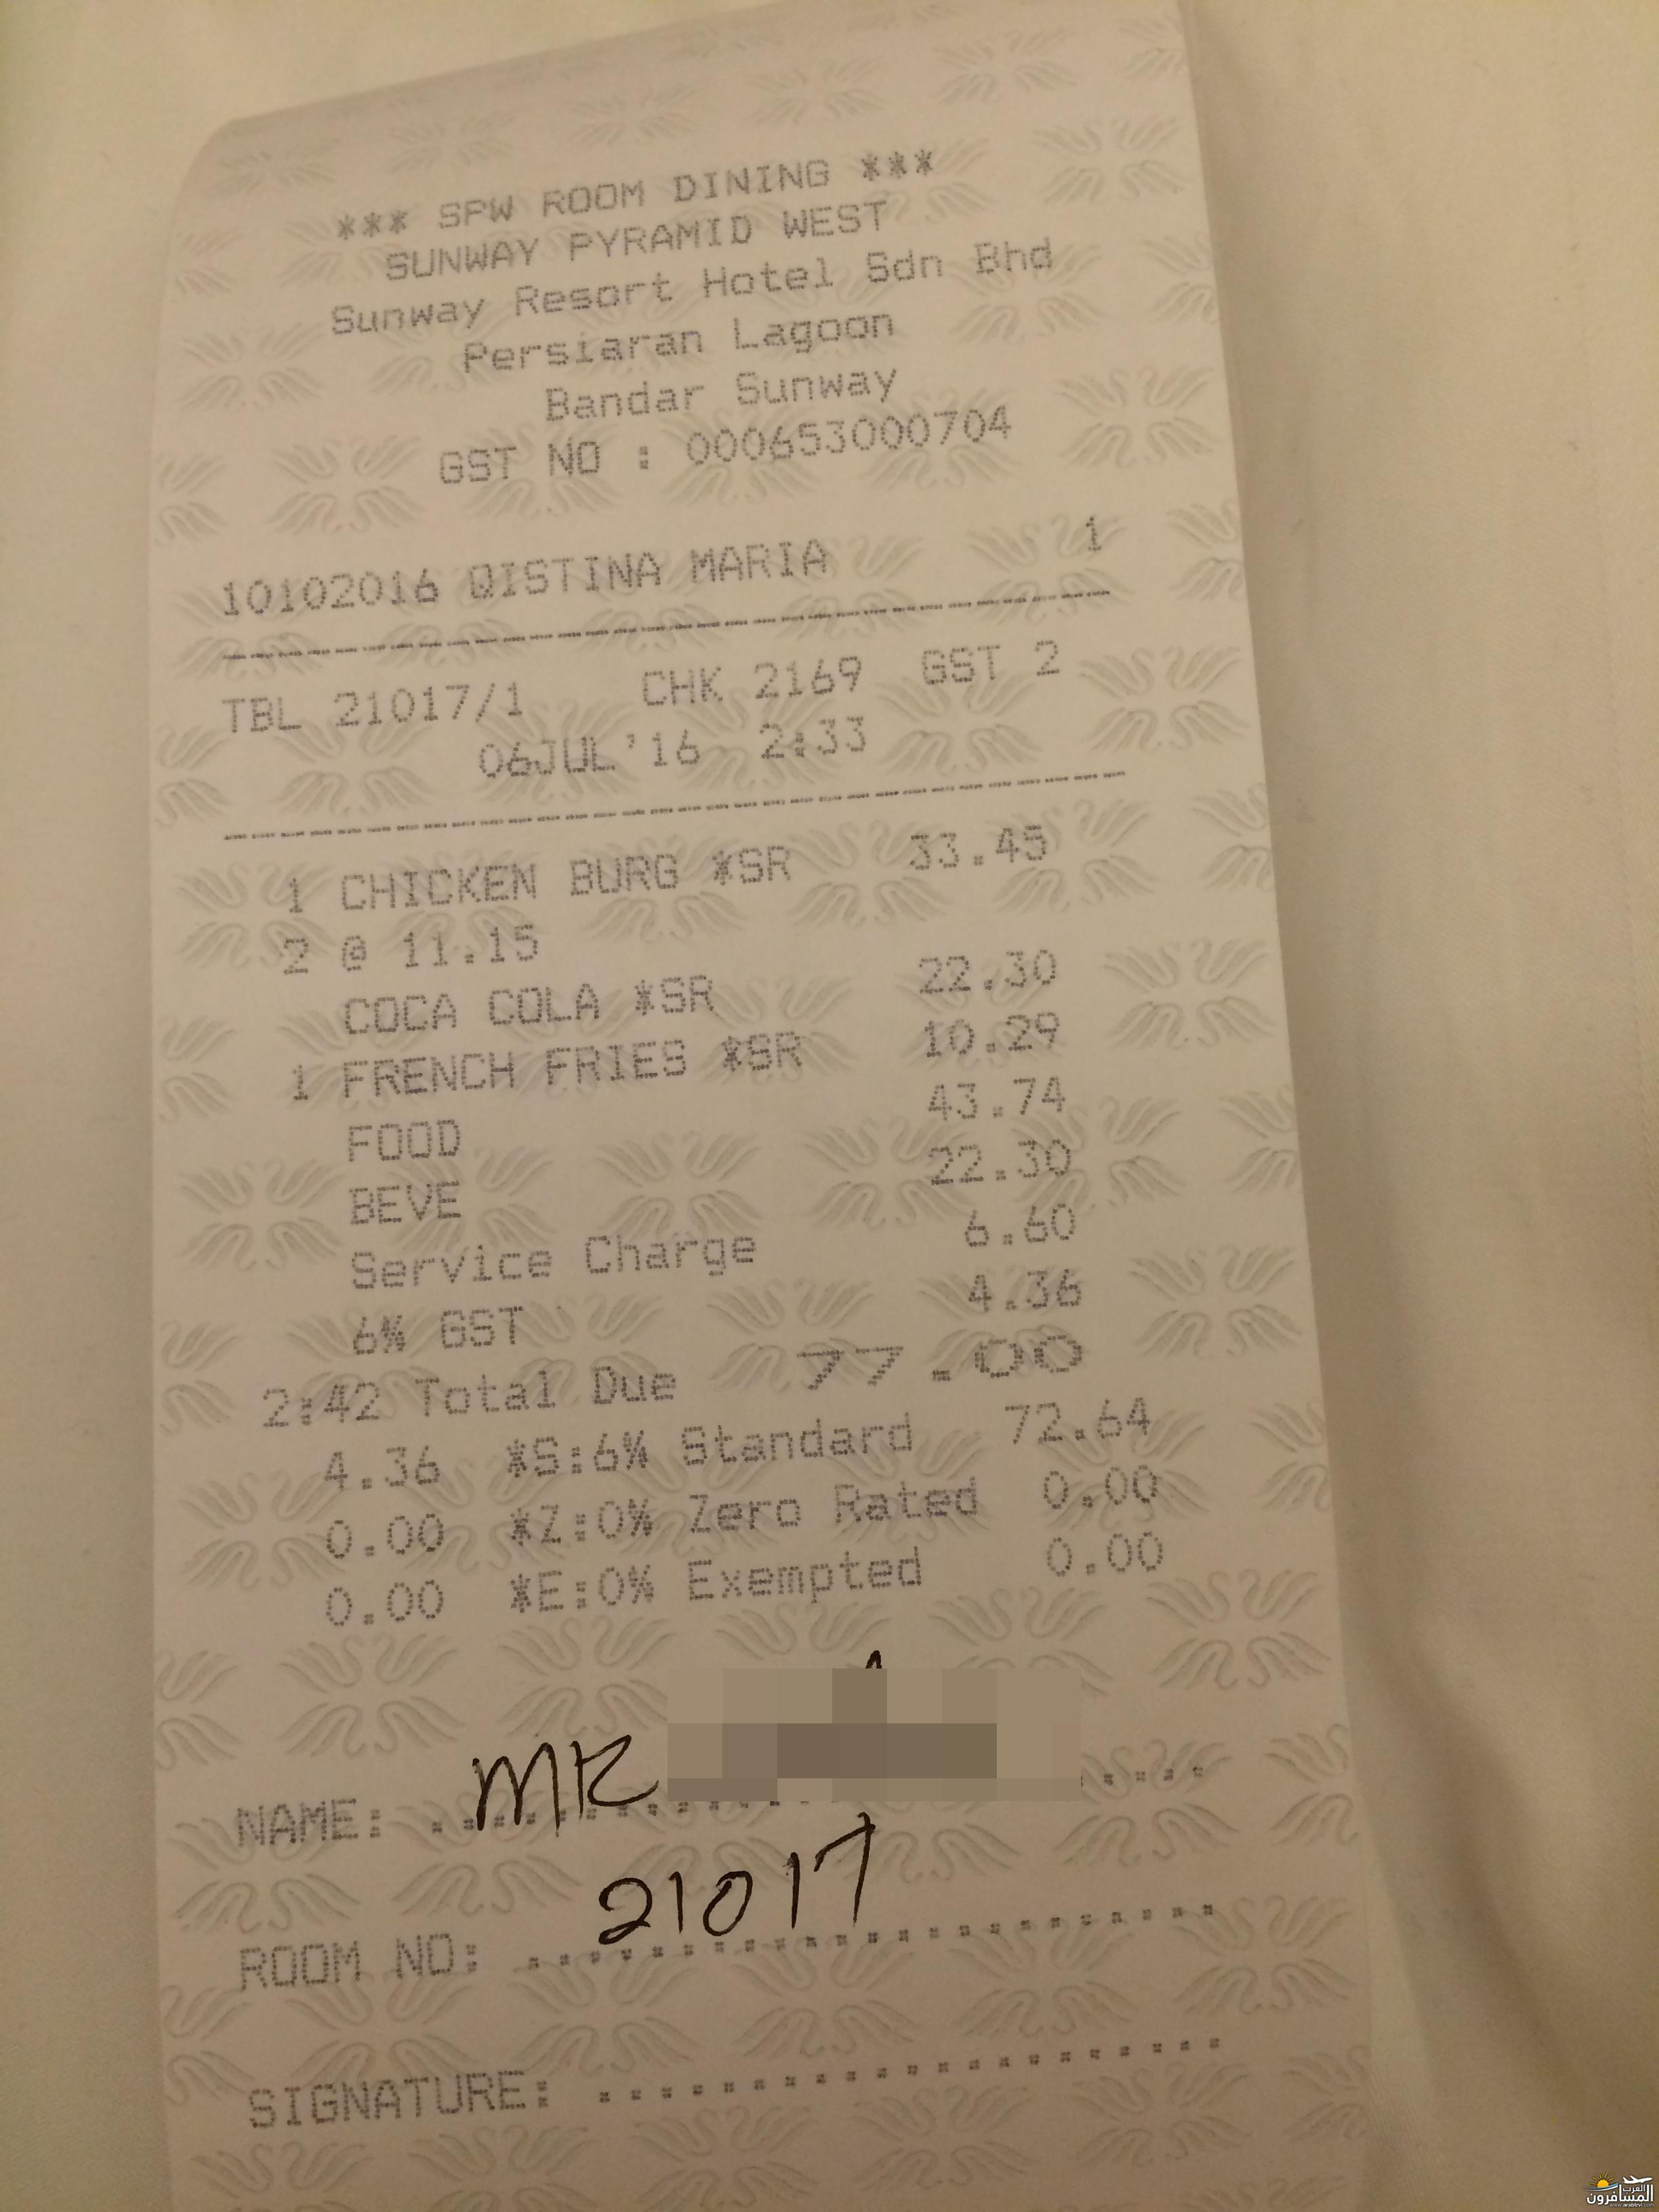 *** SPW ROOM DINING ***
SUNWAY PYRAMID WEST
Sunway Resort Hotel Sdn Bhd
Persiaran Lagoon
Bandar Sunway
GST NO : 000653000704
10102016 QISTINA MARIA 1
TBL 21017/1 CHK 2169 GST 2
06JUL'16 2:33
1 CHICKEN BURG *SR 33.45
2 @ 11.15
COCA COLA *SR 22.30
1 FRENCH FRIES *SR 10.29
FOOD 43.74
BEVE 22.30
Service Charge 6.60
6% GST 4.36
2:42 Total Due 77.00
4.36 *S:6% Standard 72.64
0.00 *Z:0% Zero Rated 0.00
0.00 *E:0% Exempted 0.00
NAME: MR
ROOM NO: 21017
SIGNATURE:
العرب
المسافرون